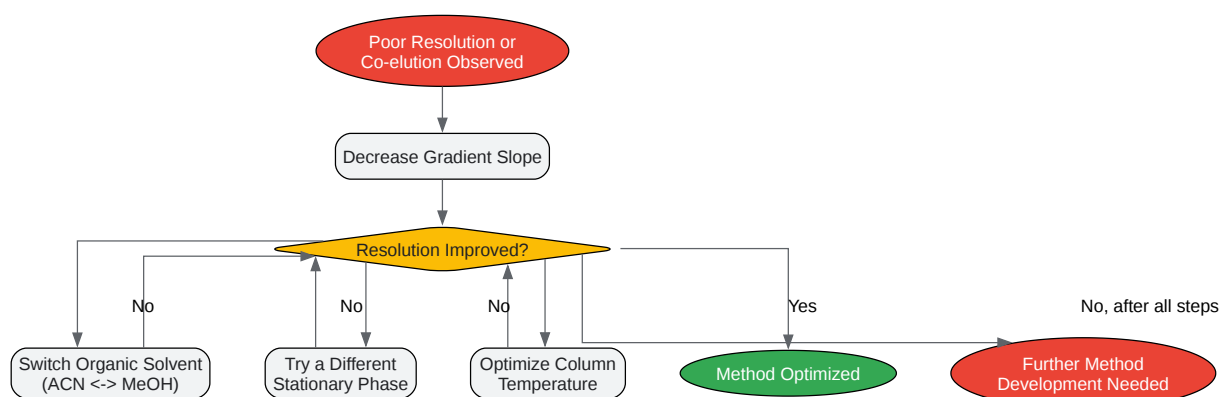 Poor Resolution or
Co-elution Observed
Decrease Gradient Slope
Resolution Improved?
No
No
No
Yes
No, after all steps
Switch Organic Solvent
(ACN <-> MeOH)
Try a Different
Stationary Phase
Optimize Column
Temperature
Method Optimized
Further Method
Development Needed